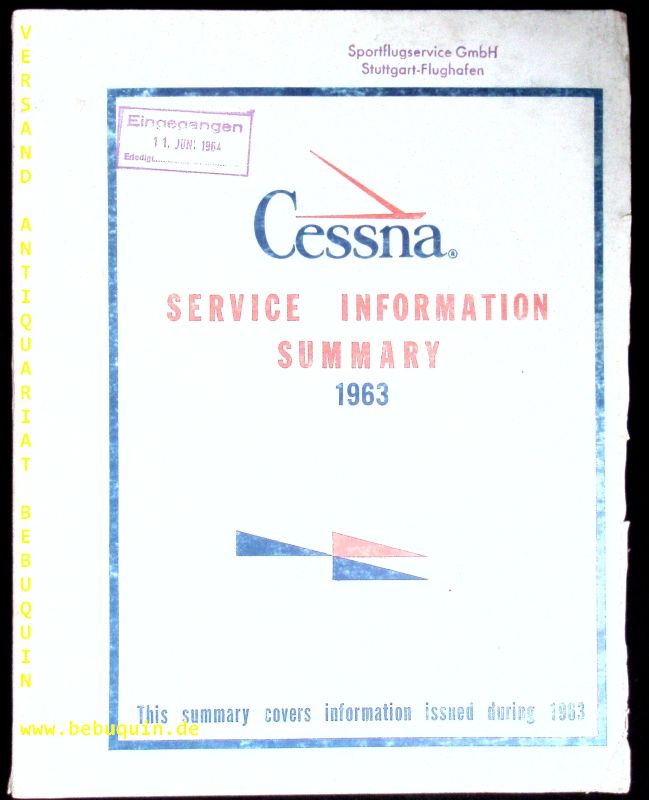 Sportflugservice GmbH
Stuttgart-Flughafen
Eingegangen
11. JUNI 1964
Erledigt
Cessna®
SERVICE INFORMATION
SUMMARY
1963
This summary covers information issued during 1963
VERSAND ANTIQUARIAT BEBUQUIN
www.bebuquin.de